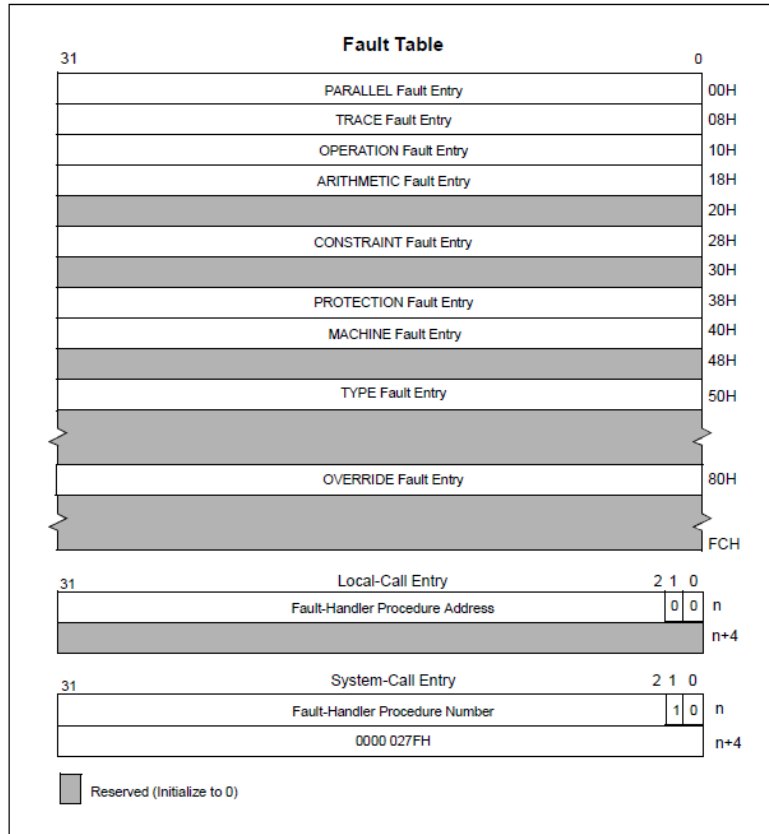 Fault Table
31 0
PARALLEL Fault Entry 00H
TRACE Fault Entry 08H
OPERATION Fault Entry 10H
ARITHMETIC Fault Entry 18H
20H
CONSTRAINT Fault Entry 28H
30H
PROTECTION Fault Entry 38H
MACHINE Fault Entry 40H
48H
TYPE Fault Entry 50H
OVERRIDE Fault Entry 80H
FCH
31 Local-Call Entry 2 1 0
Fault-Handler Procedure Address 0 0 n
n+4
31 System-Call Entry 2 1 0
Fault-Handler Procedure Number 1 0 n
0000 027FH n+4
Reserved (Initialize to 0)